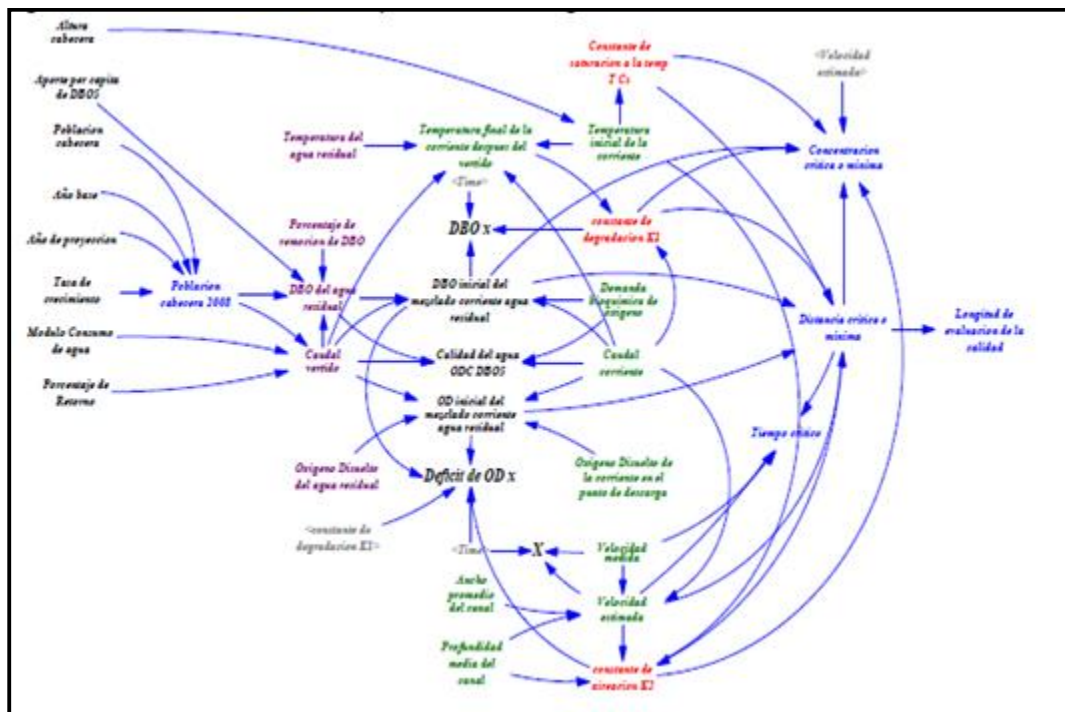 Altura
cabecera
Aporte per capita
de DBO5
Poblacion
cabecera
Año base
Año de proyeccion
Tasa de
crecimiento
Modulo Consumo
de agua
Porcentaje de
Retorno
Poblacion
cabecera 2008
Temperatura del
agua residual
Porcentaje de
remocion de DBO
DBO del agua
residual
Caudal
vertido
Oxigeno Disuelto
del agua residual
<constante de
degradacion K1>
Temperatura final de la
corriente despues del
vertido
<Time>
DBO x
DBO inicial del
mezclado corriente agua
residual
Calidad del agua
ODC DBO5
OD inicial del
mezclado corriente
agua residual
Deficit de OD x
<Time>
X
Ancho
promedio
del canal
Profundidad
media del
canal
Constante de
saturacion a la temp
T Cs
Temperatura
inicial de la
corriente
constante de
degradacion K1
Demanda
bioquimica de
oxigeno
Caudal
corriente
Oxigeno Disuelto de
la corriente en el
punto de descarga
Velocidad
medida
Velocidad
estimada
constante de
aireacion K2
<Velocidad
estimada>
Concentracion
critica o minima
Distancia critica o
minima
Tiempo critico
Longitud de
evaluacion de la
calidad